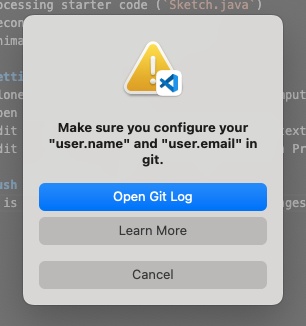 ocessing starter code (`Sketch.java`)
Make sure you configure your
"user.name" and "user.email" in
git.
Open Git Log
Learn More
Cancel